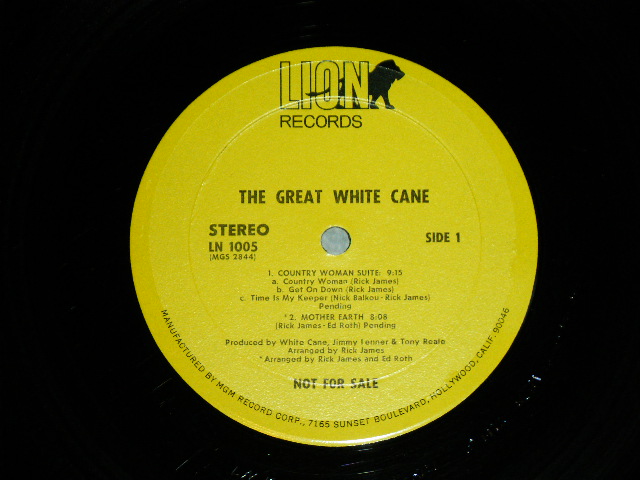 LION
RECORDS
THE GREAT WHITE CANE
STEREO
LN 1005
(MGS 2844)
SIDE 1
1. COUNTRY WOMAN SUITE: 9:15
a. Country Woman (Rick James)
b. Get On Down (Rick James)
c. Time Is My Keeper (Nick Balkou - Rick James)
Pending
*2. MOTHER EARTH 8:08
(Rick James - Ed Roth) Pending
Produced by White Cane, Jimmy Ienner & Tony Reale
Arranged by Rick James
*Arranged by Rick James and Ed Roth
NOT FOR SALE
MANUFACTURED BY MGM RECORD CORP., 7165 SUNSET BOULEVARD, HOLLYWOOD, CALIF. 90046